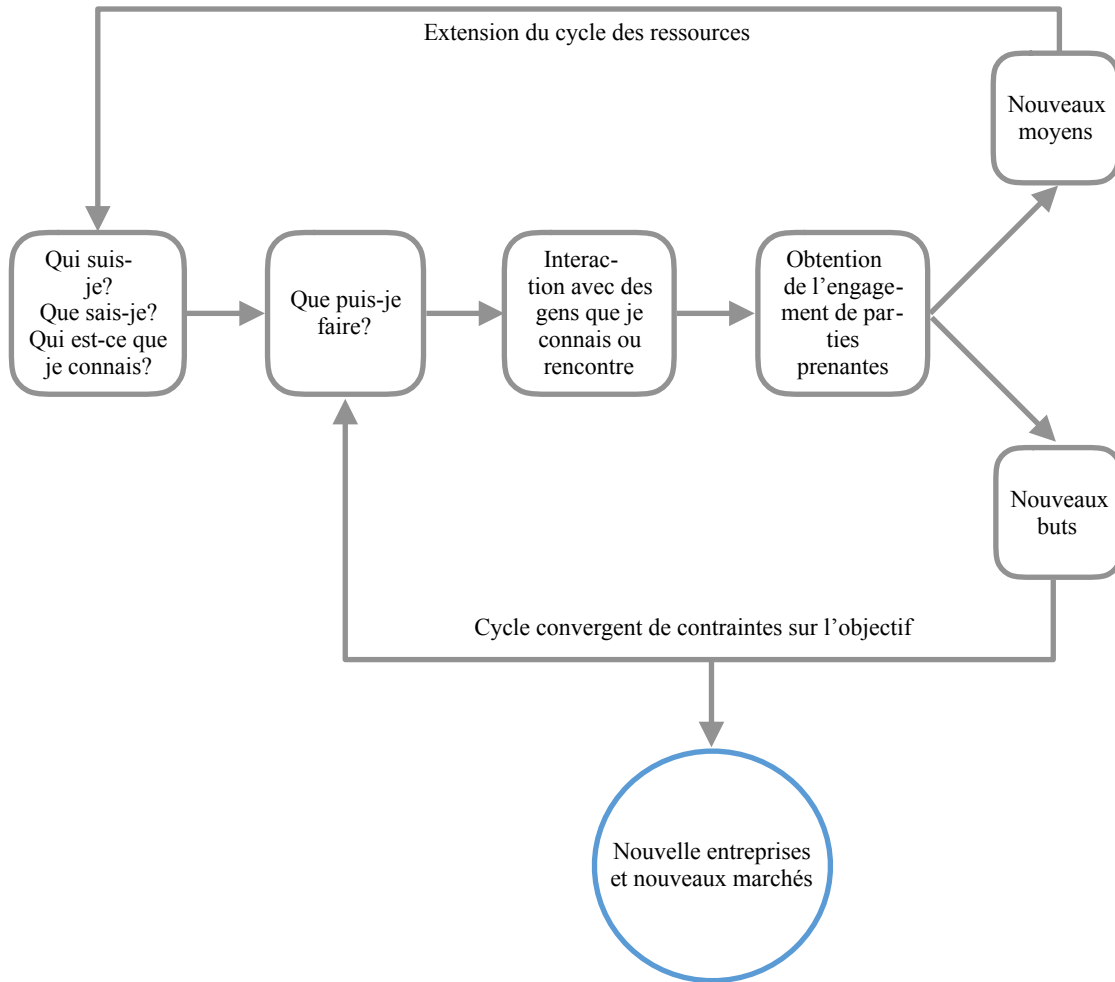 Extension du cycle des ressources
Nouveaux
moyens
Qui suis-
je?
Que sais-je?
Qui est-ce que
je connais?
Que puis-je
faire?
Interac-
tion avec des
gens que je
connais ou
rencontre
Obtention
de l’engage-
ment de par-
ties
prenantes
Nouveaux
buts
Cycle convergent de contraintes sur l’objectif
Nouvelle entreprises
et nouveaux marchés